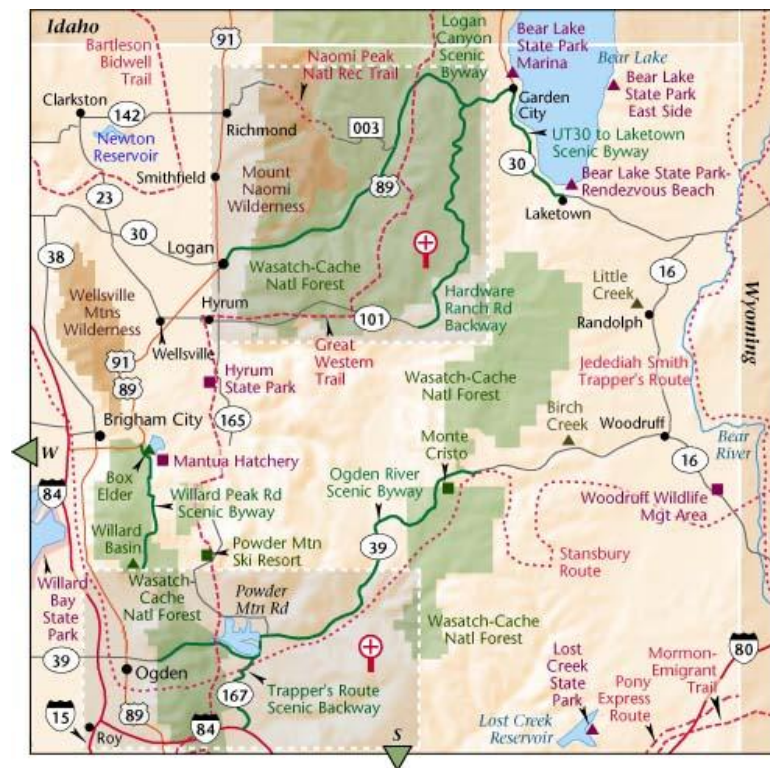 Idaho
91
Logan
Canyon
Scenic
Byway
Bear Lake
State Park
Marina
Bartleson
Bidwell
Trail
Naomi Peak
Natl Rec Trail
Bear Lake
Bear Lake
State Park
East Side
Clarkston
142
Richmond
Garden
City
Newton
Reservoir
003
UT30 to Laketown
Scenic Byway
30
Smithfield
Mount
Naomi
Wilderness
89
Bear Lake State Park-
Rendezvous Beach
23
Laketown
30
38
Logan
Wasatch-Cache
Natl Forest
16
Wyoming
Wellsville
Mtns
Wilderness
Hyrum
101
Hardware
Ranch Rd
Backway
Little
Creek
Randolph
Wellsville
Great
Western
Trail
91
89
Hyrum
State Park
Wasatch-Cache
Natl Forest
Jedediah Smith
Trapper's Route
165
Birch
Creek
Woodruff
Brigham City
Monte
Cristo
Bear
River
W
Mantua Hatchery
16
Box
Elder
Ogden River
Scenic Byway
84
Willard Peak Rd
Scenic Byway
Woodruff Wildlife
Mgt Area
Willard
Basin
39
Powder Mtn
Ski Resort
Stansbury
Route
Willard
Bay
State
Park
Wasatch-
Cache
Natl Forest
Powder
Mtn Rd
Wasatch-Cache
Natl Forest
39
Ogden
Lost
Creek
State
Park
80
Mormon-
Emigrant
Trail
Pony
Express
Route
167
Trapper's Route
Scenic Backway
15
Roy
89
84
S
Lost Creek
Reservoir